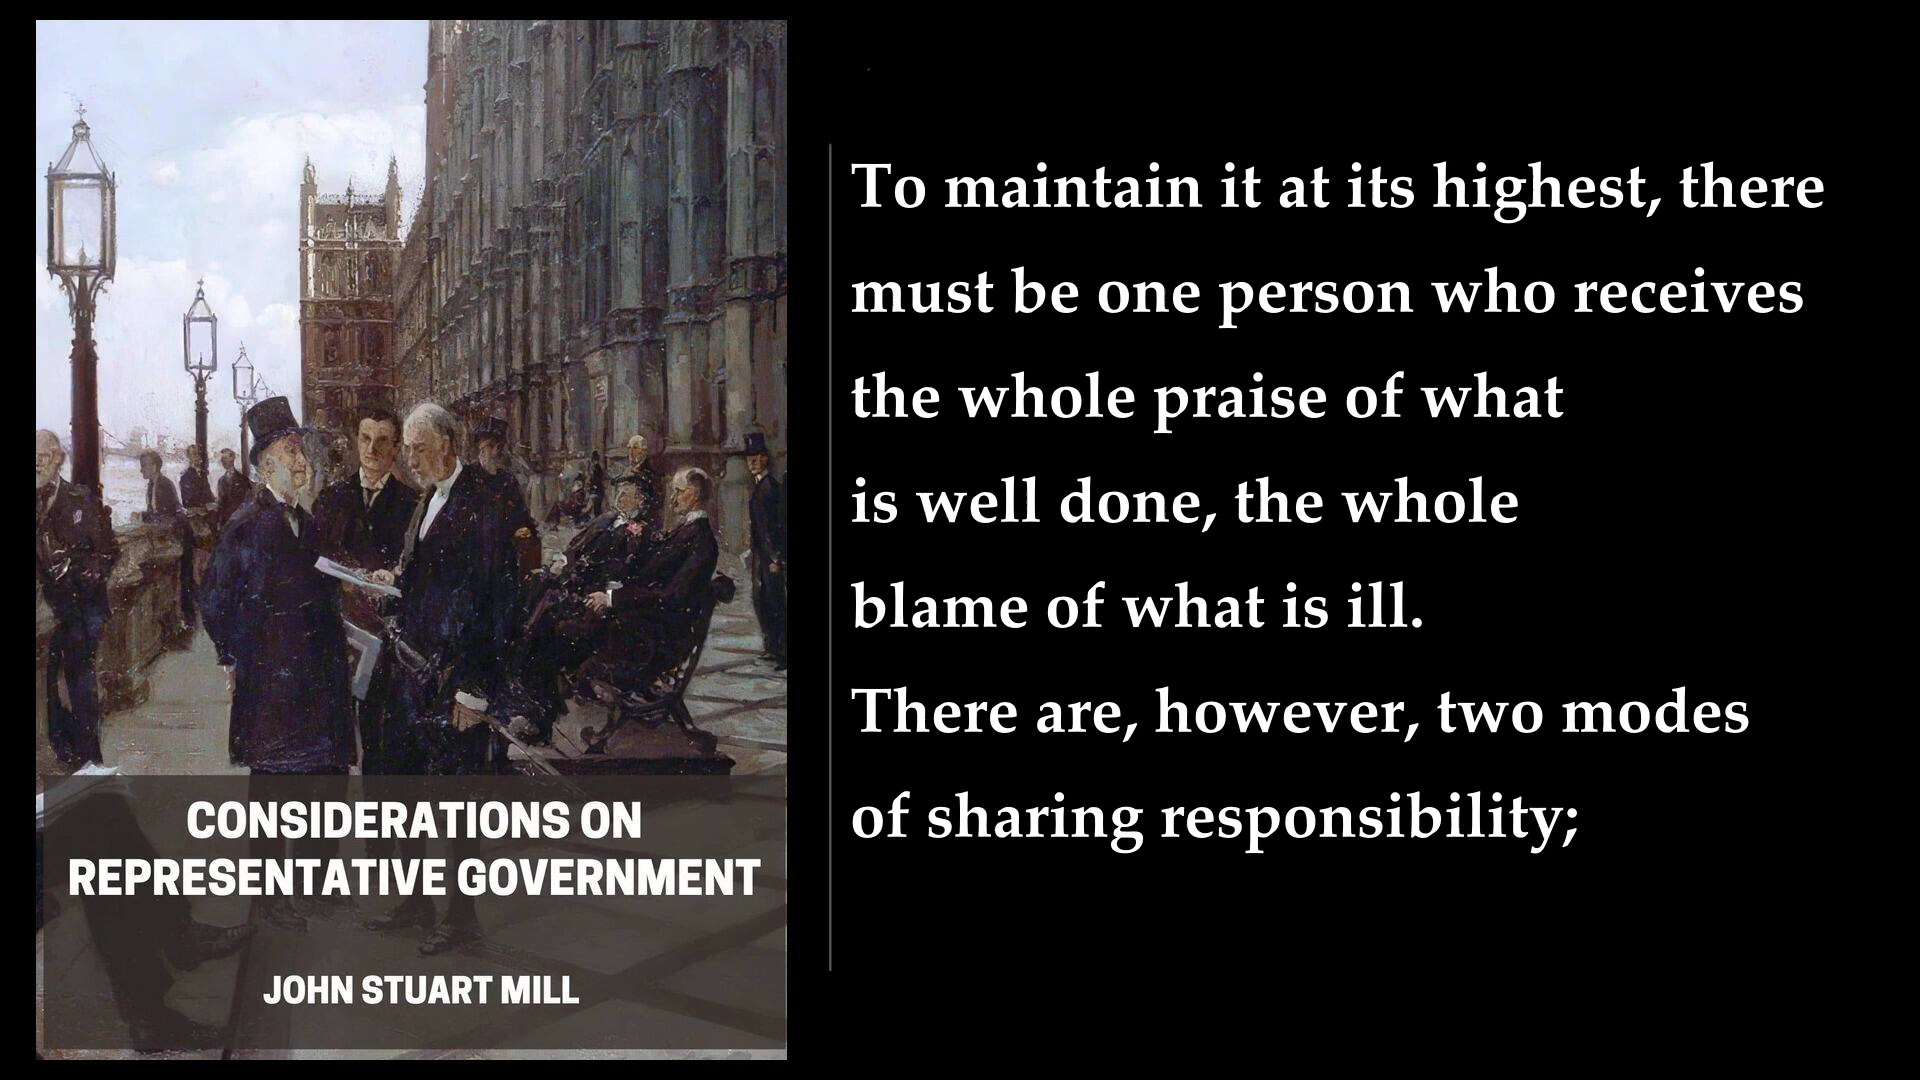 CONSIDERATIONS ON
REPRESENTATIVE GOVERNMENT
JOHN STUART MILL
To maintain it at its highest, there
must be one person who receives
the whole praise of what
is well done, the whole
blame of what is ill.
There are, however, two modes
of sharing responsibility;